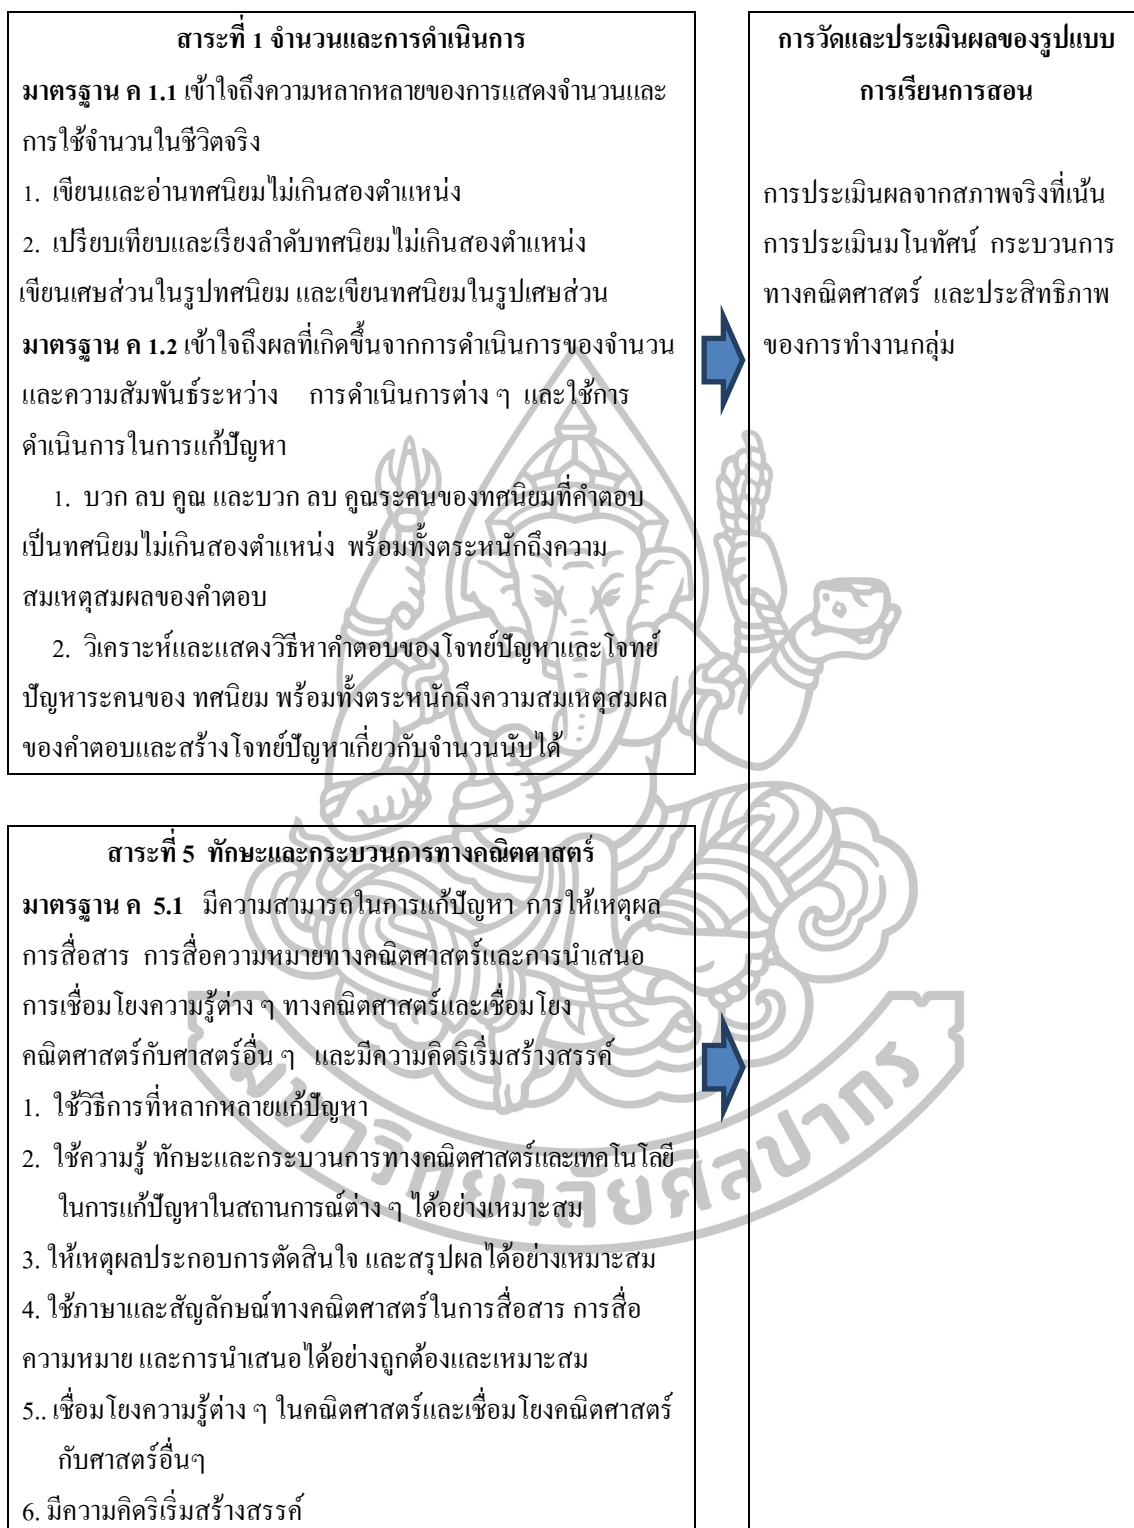 สาระที่ 1 จำนวนและการดำเนินการ
มาตรฐาน ค 1.1 เข้าใจถึงความหลากหลายของการแสดงจำนวนและ
การใช้จำนวนในชีวิตจริง
1. เขียนและอ่านทศนิยมไม่เกินสองตำแหน่ง
2. เปรียบเทียบและเรียงลำดับทศนิยมไม่เกินสองตำแหน่ง
เขียนเศษส่วนในรูปทศนิยม และเขียนทศนิยมในรูปเศษส่วน
มาตรฐาน ค 1.2 เข้าใจถึงผลที่เกิดขึ้นจากการดำเนินการของจำนวน
และความสัมพันธ์ระหว่าง การดำเนินการต่าง ๆ และใช้การ
ดำเนินการในการแก้ปัญหา
1. บวก ลบ คูณ และบวก ลบ คูณระคนของทศนิยมที่คำตอบ
เป็นทศนิยมไม่เกินสองตำแหน่ง พร้อมทั้งตระหนักถึงความ
สมเหตุสมผลของคำตอบ
2. วิเคราะห์และแสดงวิธีหาคำตอบของโจทย์ปัญหาและโจทย์
ปัญหาระคนของ ทศนิยม พร้อมทั้งตระหนักถึงความสมเหตุสมผล
ของคำตอบและสร้างโจทย์ปัญหาเกี่ยวกับจำนวนนับได้
สาระที่ 5 ทักษะและกระบวนการทางคณิตศาสตร์
มาตรฐาน ค 5.1 มีความสามารถในการแก้ปัญหา การให้เหตุผล
การสื่อสาร การสื่อความหมายทางคณิตศาสตร์และการนำเสนอ
การเชื่อมโยงความรู้ต่าง ๆ ทางคณิตศาสตร์และเชื่อมโยง
คณิตศาสตร์กับศาสตร์อื่น ๆ และมีความคิดริเริ่มสร้างสรรค์
1. ใช้วิธีการที่หลากหลายแก้ปัญหา
2. ใช้ความรู้ ทักษะและกระบวนการทางคณิตศาสตร์และเทคโนโลยี
ในการแก้ปัญหาในสถานการณ์ต่าง ๆ ได้อย่างเหมาะสม
3. ให้เหตุผลประกอบการตัดสินใจ และสรุปผลได้อย่างเหมาะสม
4. ใช้ภาษาและสัญลักษณ์ทางคณิตศาสตร์ในการสื่อสาร การสื่อ
ความหมาย และการนำเสนอได้อย่างถูกต้องและเหมาะสม
5.. เชื่อมโยงความรู้ต่าง ๆ ในคณิตศาสตร์และเชื่อมโยงคณิตศาสตร์
กับศาสตร์อื่นๆ
6. มีความคิดริเริ่มสร้างสรรค์
การวัดและประเมินผลของรูปแบบ
การเรียนการสอน
การประเมินผลจากสภาพจริงที่เน้น
การประเมินมโนทัศน์ กระบวนการ
ทางคณิตศาสตร์ และประสิทธิภาพ
ของการทำงานกลุ่ม
มหาวิทยาลัยศิลปากร